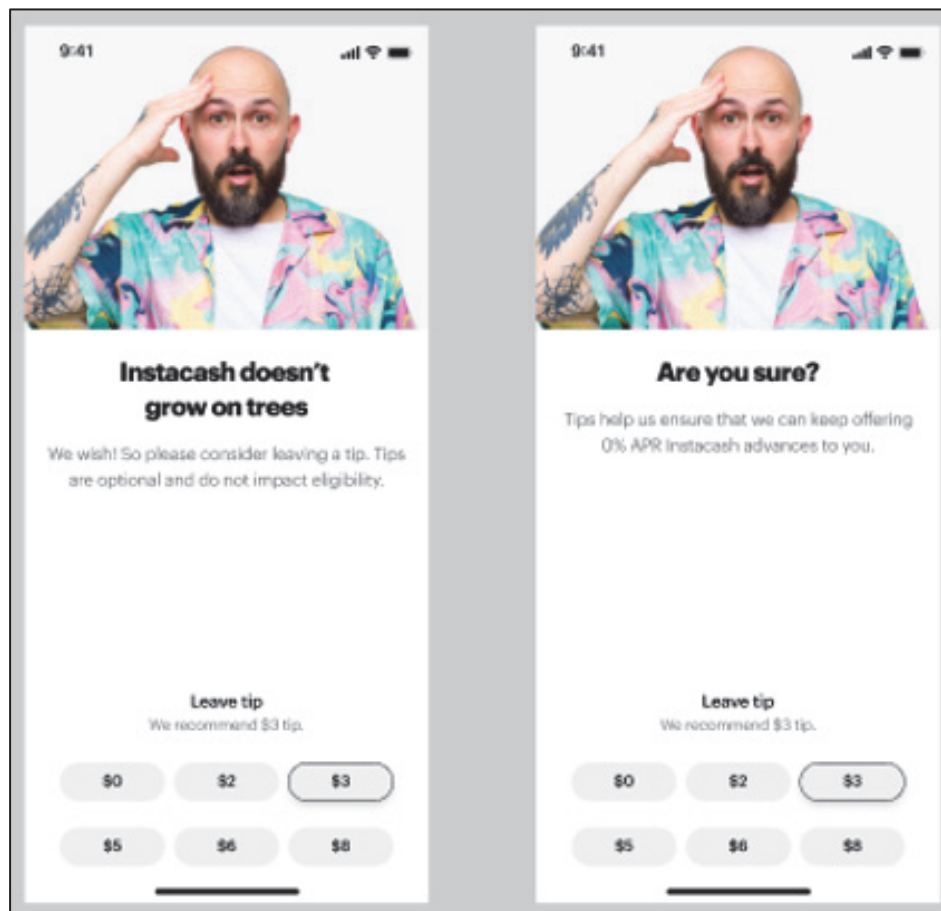 9:41
Instacash doesn't
grow on trees
We wish! So please consider leaving a tip. Tips
are optional and do not impact eligibility.
Leave tip
We recommend $3 tip.
$0 $2 $3
$5 $6 $8
9:41
Are you sure?
Tips help us ensure that we can keep offering
0% APR Instacash advances to you.
Leave tip
We recommend $3 tip.
$0 $2 $3
$5 $6 $8